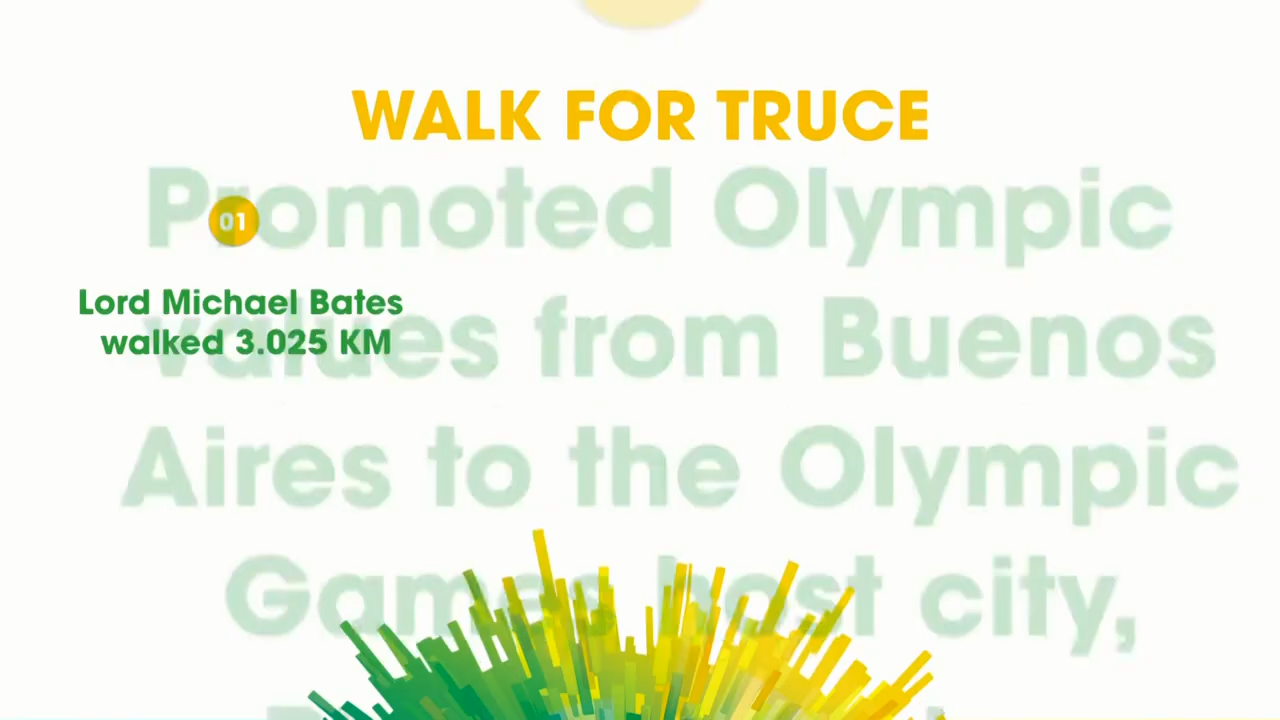 WALK FOR TRUCE
Promoted Olympic
01
Lord Michael Bates
values from Buenos
walked 3.025 KM
Aires to the Olympic
Games host city,